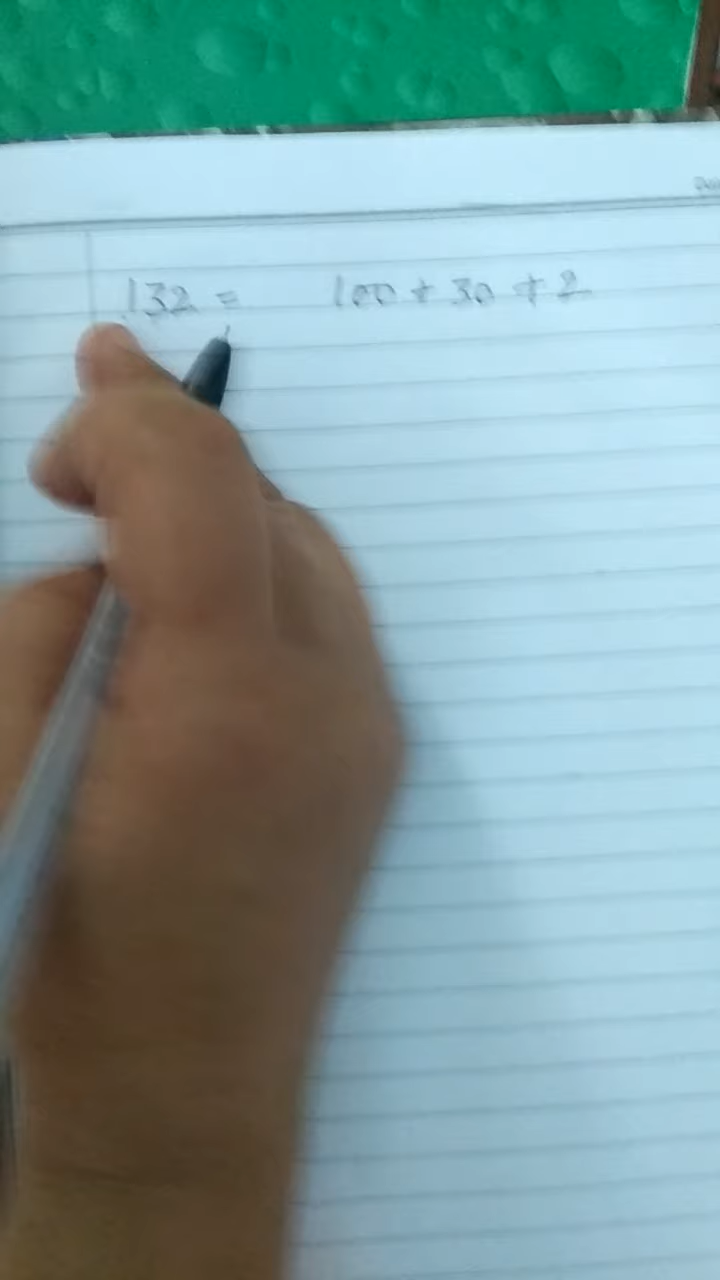 132 = 100 + 30 + 2